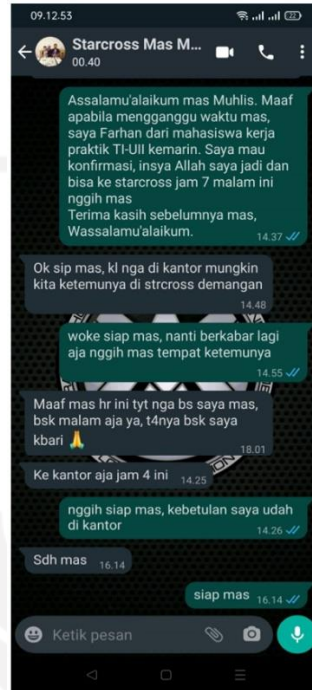 09.12.53
Starcross Mas M...
00.40
Assalamu'alaikum mas Muhlis. Maaf
apabila mengganggu waktu mas,
saya Farhan dari mahasiswa kerja
praktik TI-UII kemarin. Saya mau
konfirmasi, insya Allah saya jadi dan
bisa ke starcross jam 7 malam ini
nggih mas
Terima kasih sebelumnya mas,
Wassalamu'alaikum.
14.37
Ok sip mas, kl nga di kantor mungkin
kita ketemunya di strcross demangan
14.48
woke siap mas, nanti berkabar lagi
aja nggih mas tempat ketemunya
14.55
Maaf mas hr ini tyt nga bs saya mas,
bsk malam aja ya, t4nya bsk saya
kbari 🙏
18.01
Ke kantor aja jam 4 ini 14.25
nggih siap mas, kebetulan saya udah
di kantor
14.26
Sdh mas 16.14
siap mas 16.14
Ketik pesan